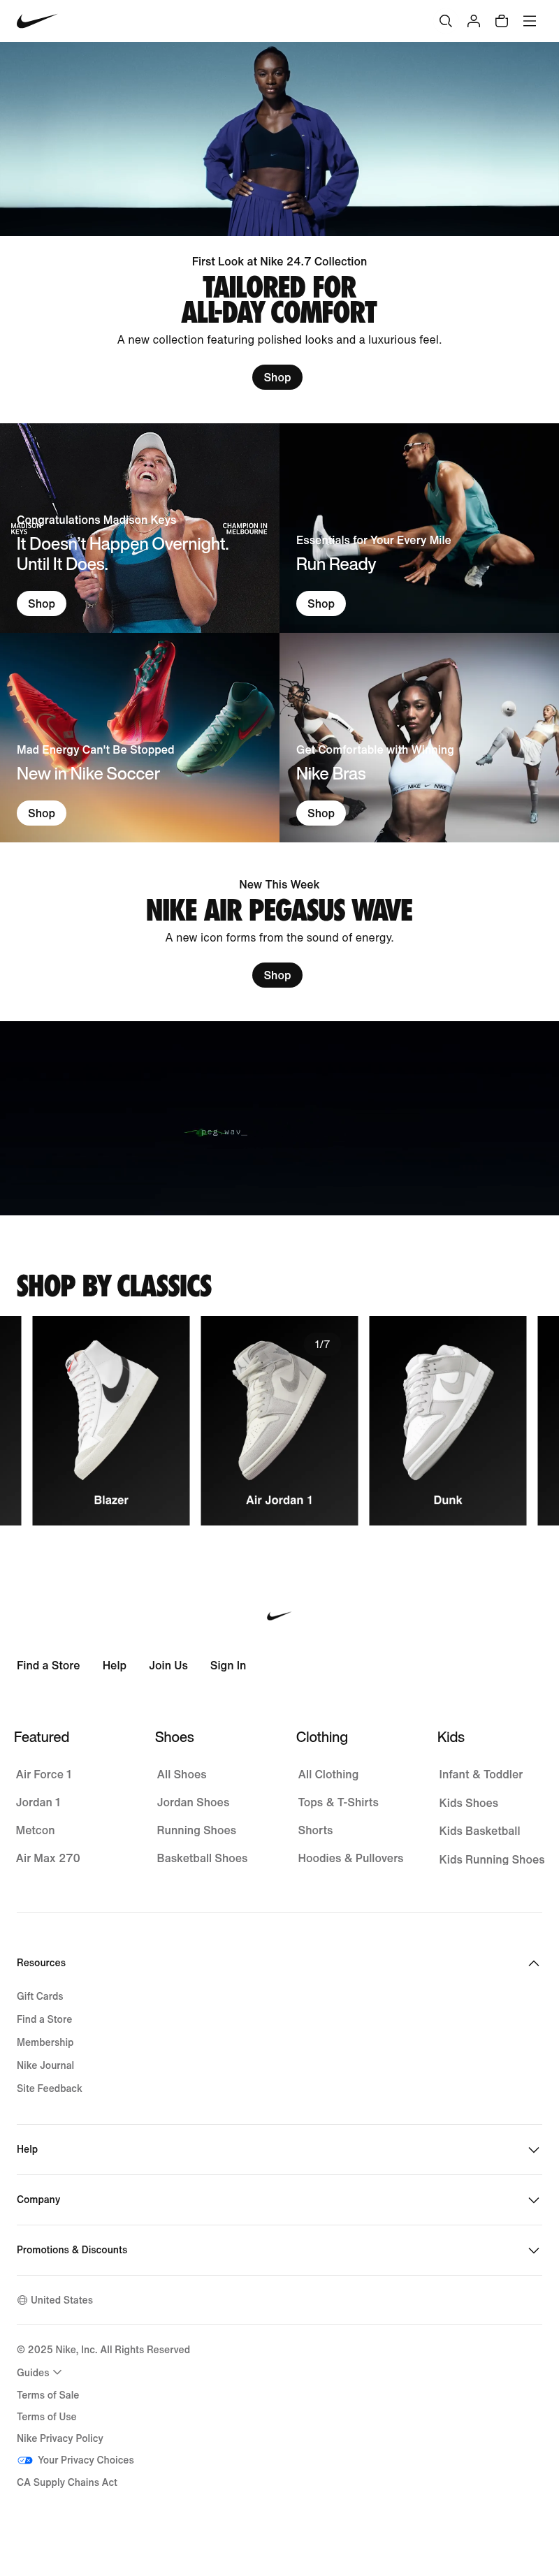 First Look at Nike 24.7 Collection
TAILORED FOR
ALL-DAY COMFORT
A new collection featuring polished looks and a luxurious feel.
Shop
MADISON
KEYS
CHAMPION IN
MELBOURNE
Congratulations Madison Keys
It Doesn't Happen Overnight.
Until It Does.
Shop
Essentials for Your Every Mile
Run Ready
Shop
Mad Energy Can't Be Stopped
New in Nike Soccer
Shop
Get Comfortable with Winning
Nike Bras
NIKE
NIKE
Shop
New This Week
NIKE AIR PEGASUS WAVE
A new icon forms from the sound of energy.
Shop
peg_wav_
SHOP BY CLASSICS
1/7
Blazer
Air Jordan 1
Dunk
Find a Store
Help
Join Us
Sign In
Featured
Air Force 1
Jordan 1
Metcon
Air Max 270
Shoes
All Shoes
Jordan Shoes
Running Shoes
Basketball Shoes
Clothing
All Clothing
Tops & T-Shirts
Shorts
Hoodies & Pullovers
Kids
Infant & Toddler
Kids Shoes
Kids Basketball
Kids Running Shoes
Resources
Gift Cards
Find a Store
Membership
Nike Journal
Site Feedback
Help
Company
Promotions & Discounts
United States
© 2025 Nike, Inc. All Rights Reserved
Guides
Terms of Sale
Terms of Use
Nike Privacy Policy
Your Privacy Choices
CA Supply Chains Act